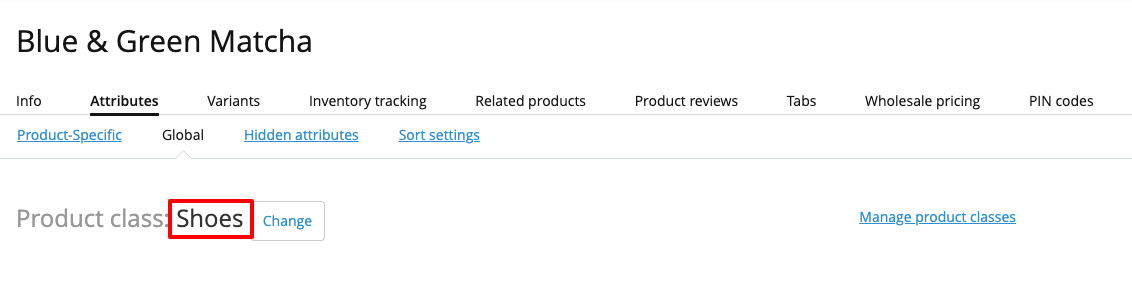 Blue & Green Matcha
Info Attributes Variants Inventory tracking Related products Product reviews Tabs Wholesale pricing PIN codes
Product-Specific Global Hidden attributes Sort settings
Product class: Shoes Change Manage product classes